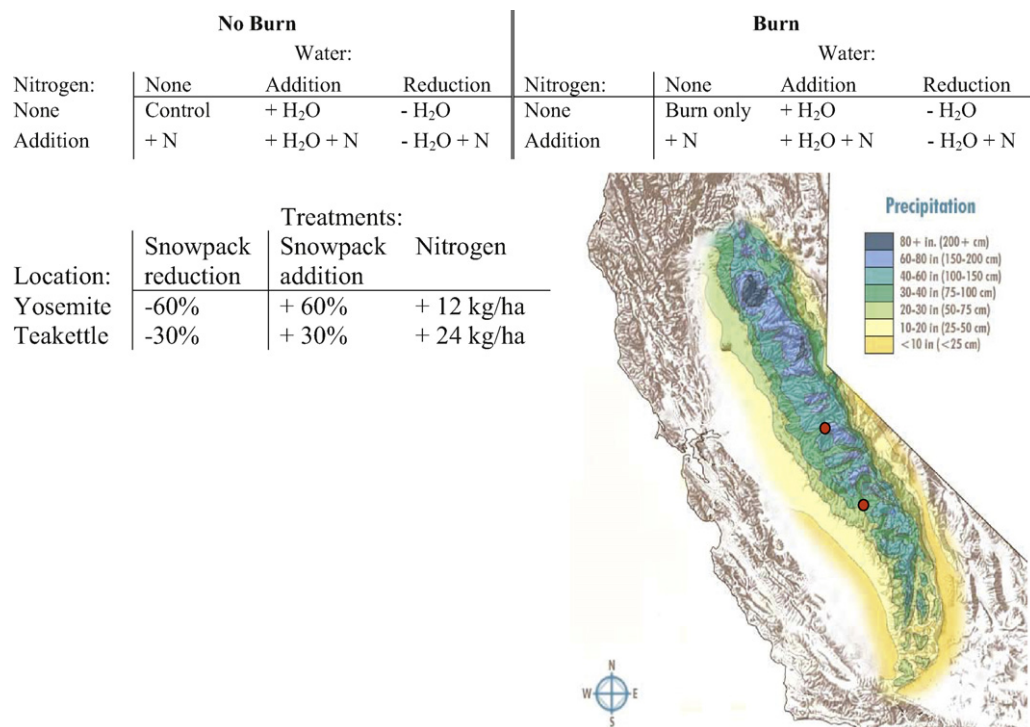 No Burn
Water:
Nitrogen: None Addition Reduction
None Control + H₂O - H₂O
Addition + N + H₂O + N - H₂O + N
Burn
Water:
Nitrogen: None Addition Reduction
None Burn only + H₂O - H₂O
Addition + N + H₂O + N - H₂O + N
Treatments:
Location: Snowpack reduction Snowpack addition Nitrogen
Yosemite -60% + 60% + 12 kg/ha
Teakettle -30% + 30% + 24 kg/ha
Precipitation
80+ in. (200+ cm)
60-80 in (150-200 cm)
40-60 in (100-150 cm)
30-40 in (75-100 cm)
20-30 in (50-75 cm)
10-20 in (25-50 cm)
<10 in (<25 cm)
N
W E
S